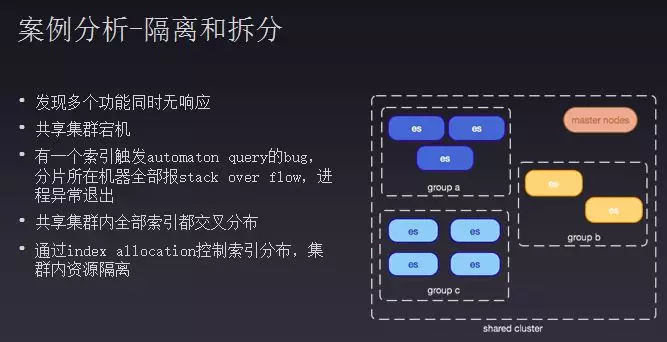 案例分析-隔离和拆分
• 发现多个功能同时无响应
• 共享集群宕机
• 有一个索引触发automaton query的bug,
分片所在机器全部报stack over flow, 进
程异常退出
• 共享集群内全部索引都交叉分布
• 通过index allocation控制索引分布, 集
群内资源隔离
master nodes
es
es
es
group a
es
es
group b
es
es
es
es
group c
shared cluster